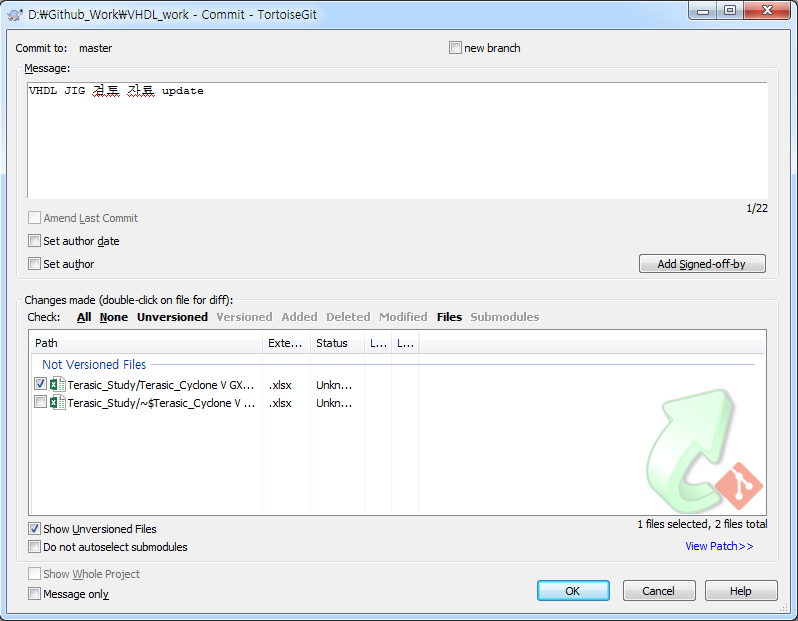 D:₩Github_Work₩VHDL_work - Commit - TortoiseGit
Commit to: master
new branch
Message:
VHDL JIG 검토 자료 update
1/22
Amend Last Commit
Set author date
Set author
Add Signed-off-by
Changes made (double-click on file for diff):
Check: All None Unversioned Versioned Added Deleted Modified Files Submodules
Path Exte... Status L... L...
Not Versioned Files
Terasic_Study/Terasic_Cyclone V GX... .xlsx Unkn...
Terasic_Study/~$Terasic_Cyclone V ... .xlsx Unkn...
Show Unversioned Files
1 files selected, 2 files total
Do not autoselect submodules
View Patch>>
Show Whole Project
Message only
OK
Cancel
Help